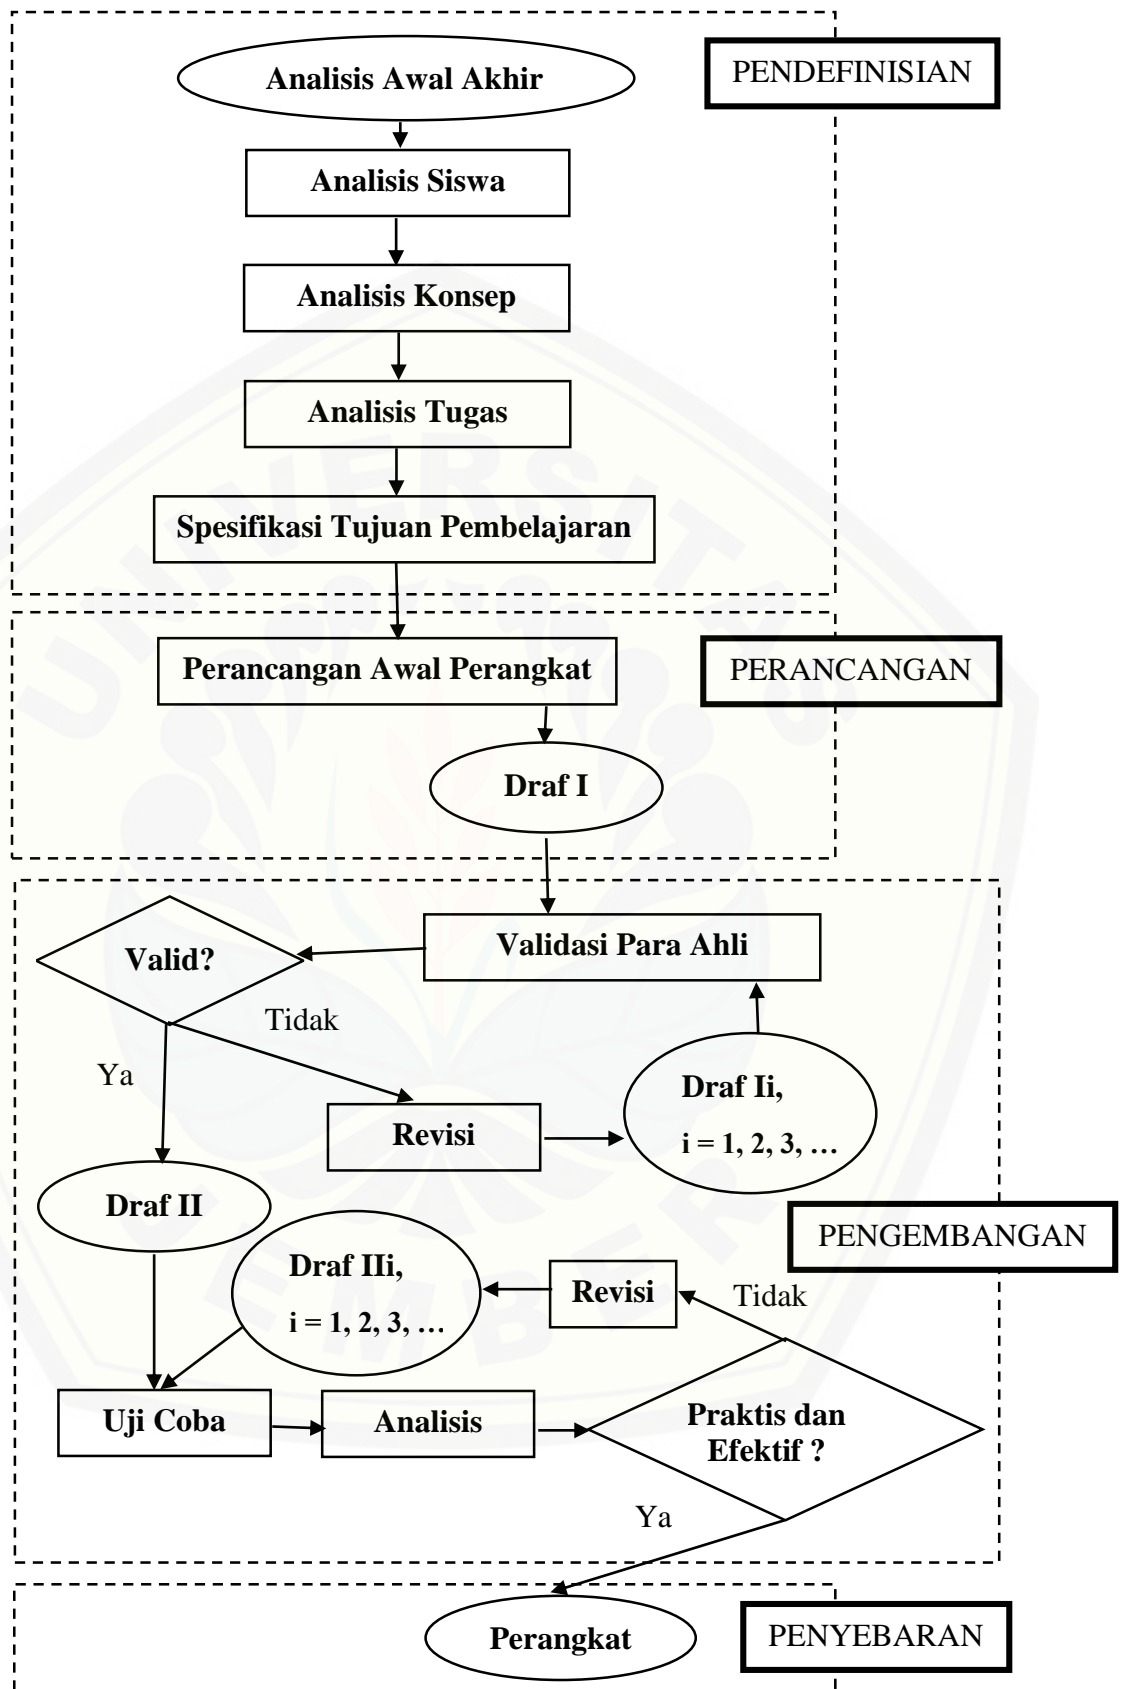 Analisis Awal Akhir
PENDEFINISIAN
Analisis Siswa
Analisis Konsep
Analisis Tugas
Spesifikasi Tujuan Pembelajaran
Perancangan Awal Perangkat
PERANCANGAN
Draf I
Validasi Para Ahli
Valid?
Tidak
Ya
Draf Ii,
i = 1, 2, 3, …
Revisi
Draf II
PENGEMBANGAN
Draf IIi,
i = 1, 2, 3, …
Revisi
Tidak
Uji Coba
Analisis
Praktis dan
Efektif ?
Ya
Perangkat
PENYEBARAN
UNIVERSITAS
JEMBER